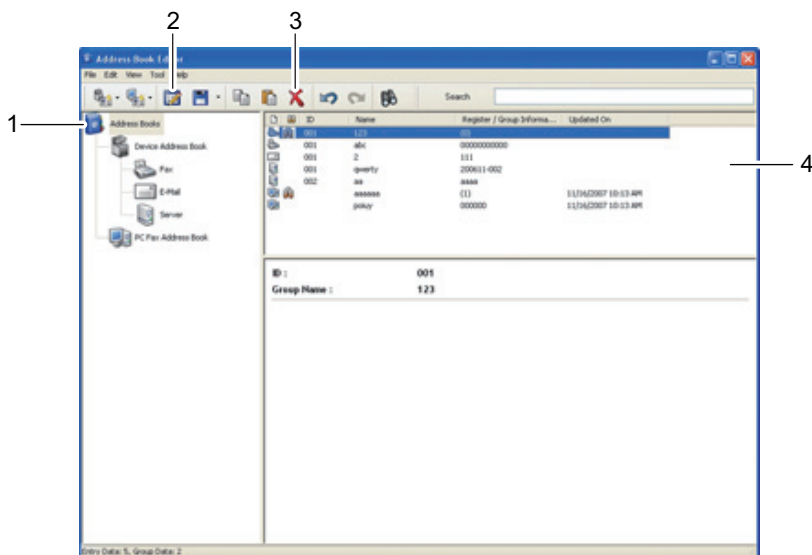 2 3
Address Book Editor
File Edit View Tool Help
Search
1
Address Books
Device Address Book
Fax
E-Mail
Server
PC Fax Address Book
ID Name Register / Group Informa... Updated On
001 123 (0)
001 abc 00000000000
001 2 111
001 qwerty 200611-002
002 aa aaaa
aaaaaa (1) 11/16/2007 10:13 AM
poiuy 000000 11/16/2007 10:13 AM
4
ID : 001
Group Name : 123
Entry Data: 5, Group Data: 2